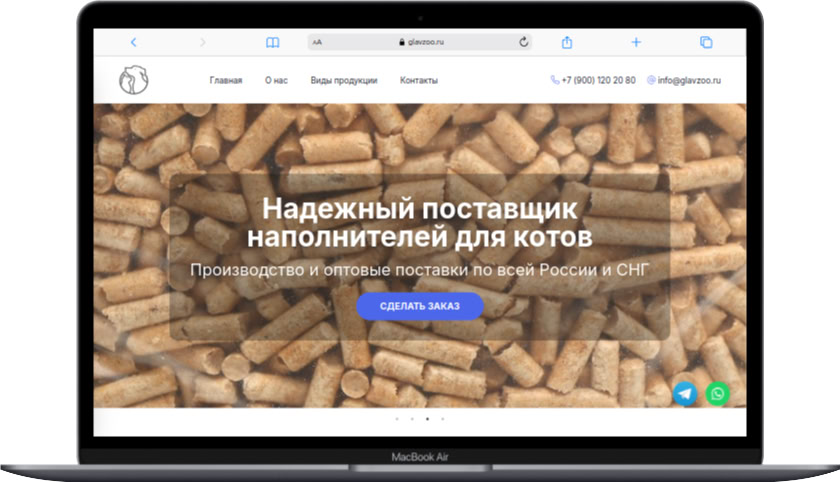 AA glavzoo.ru
Главная О нас Виды продукции Контакты +7 (900) 120 20 80 info@glavzoo.ru
Надежный поставщик
наполнителей для котов
Производство и оптовые поставки по всей России и СНГ
СДЕЛАТЬ ЗАКАЗ
MacBook Air